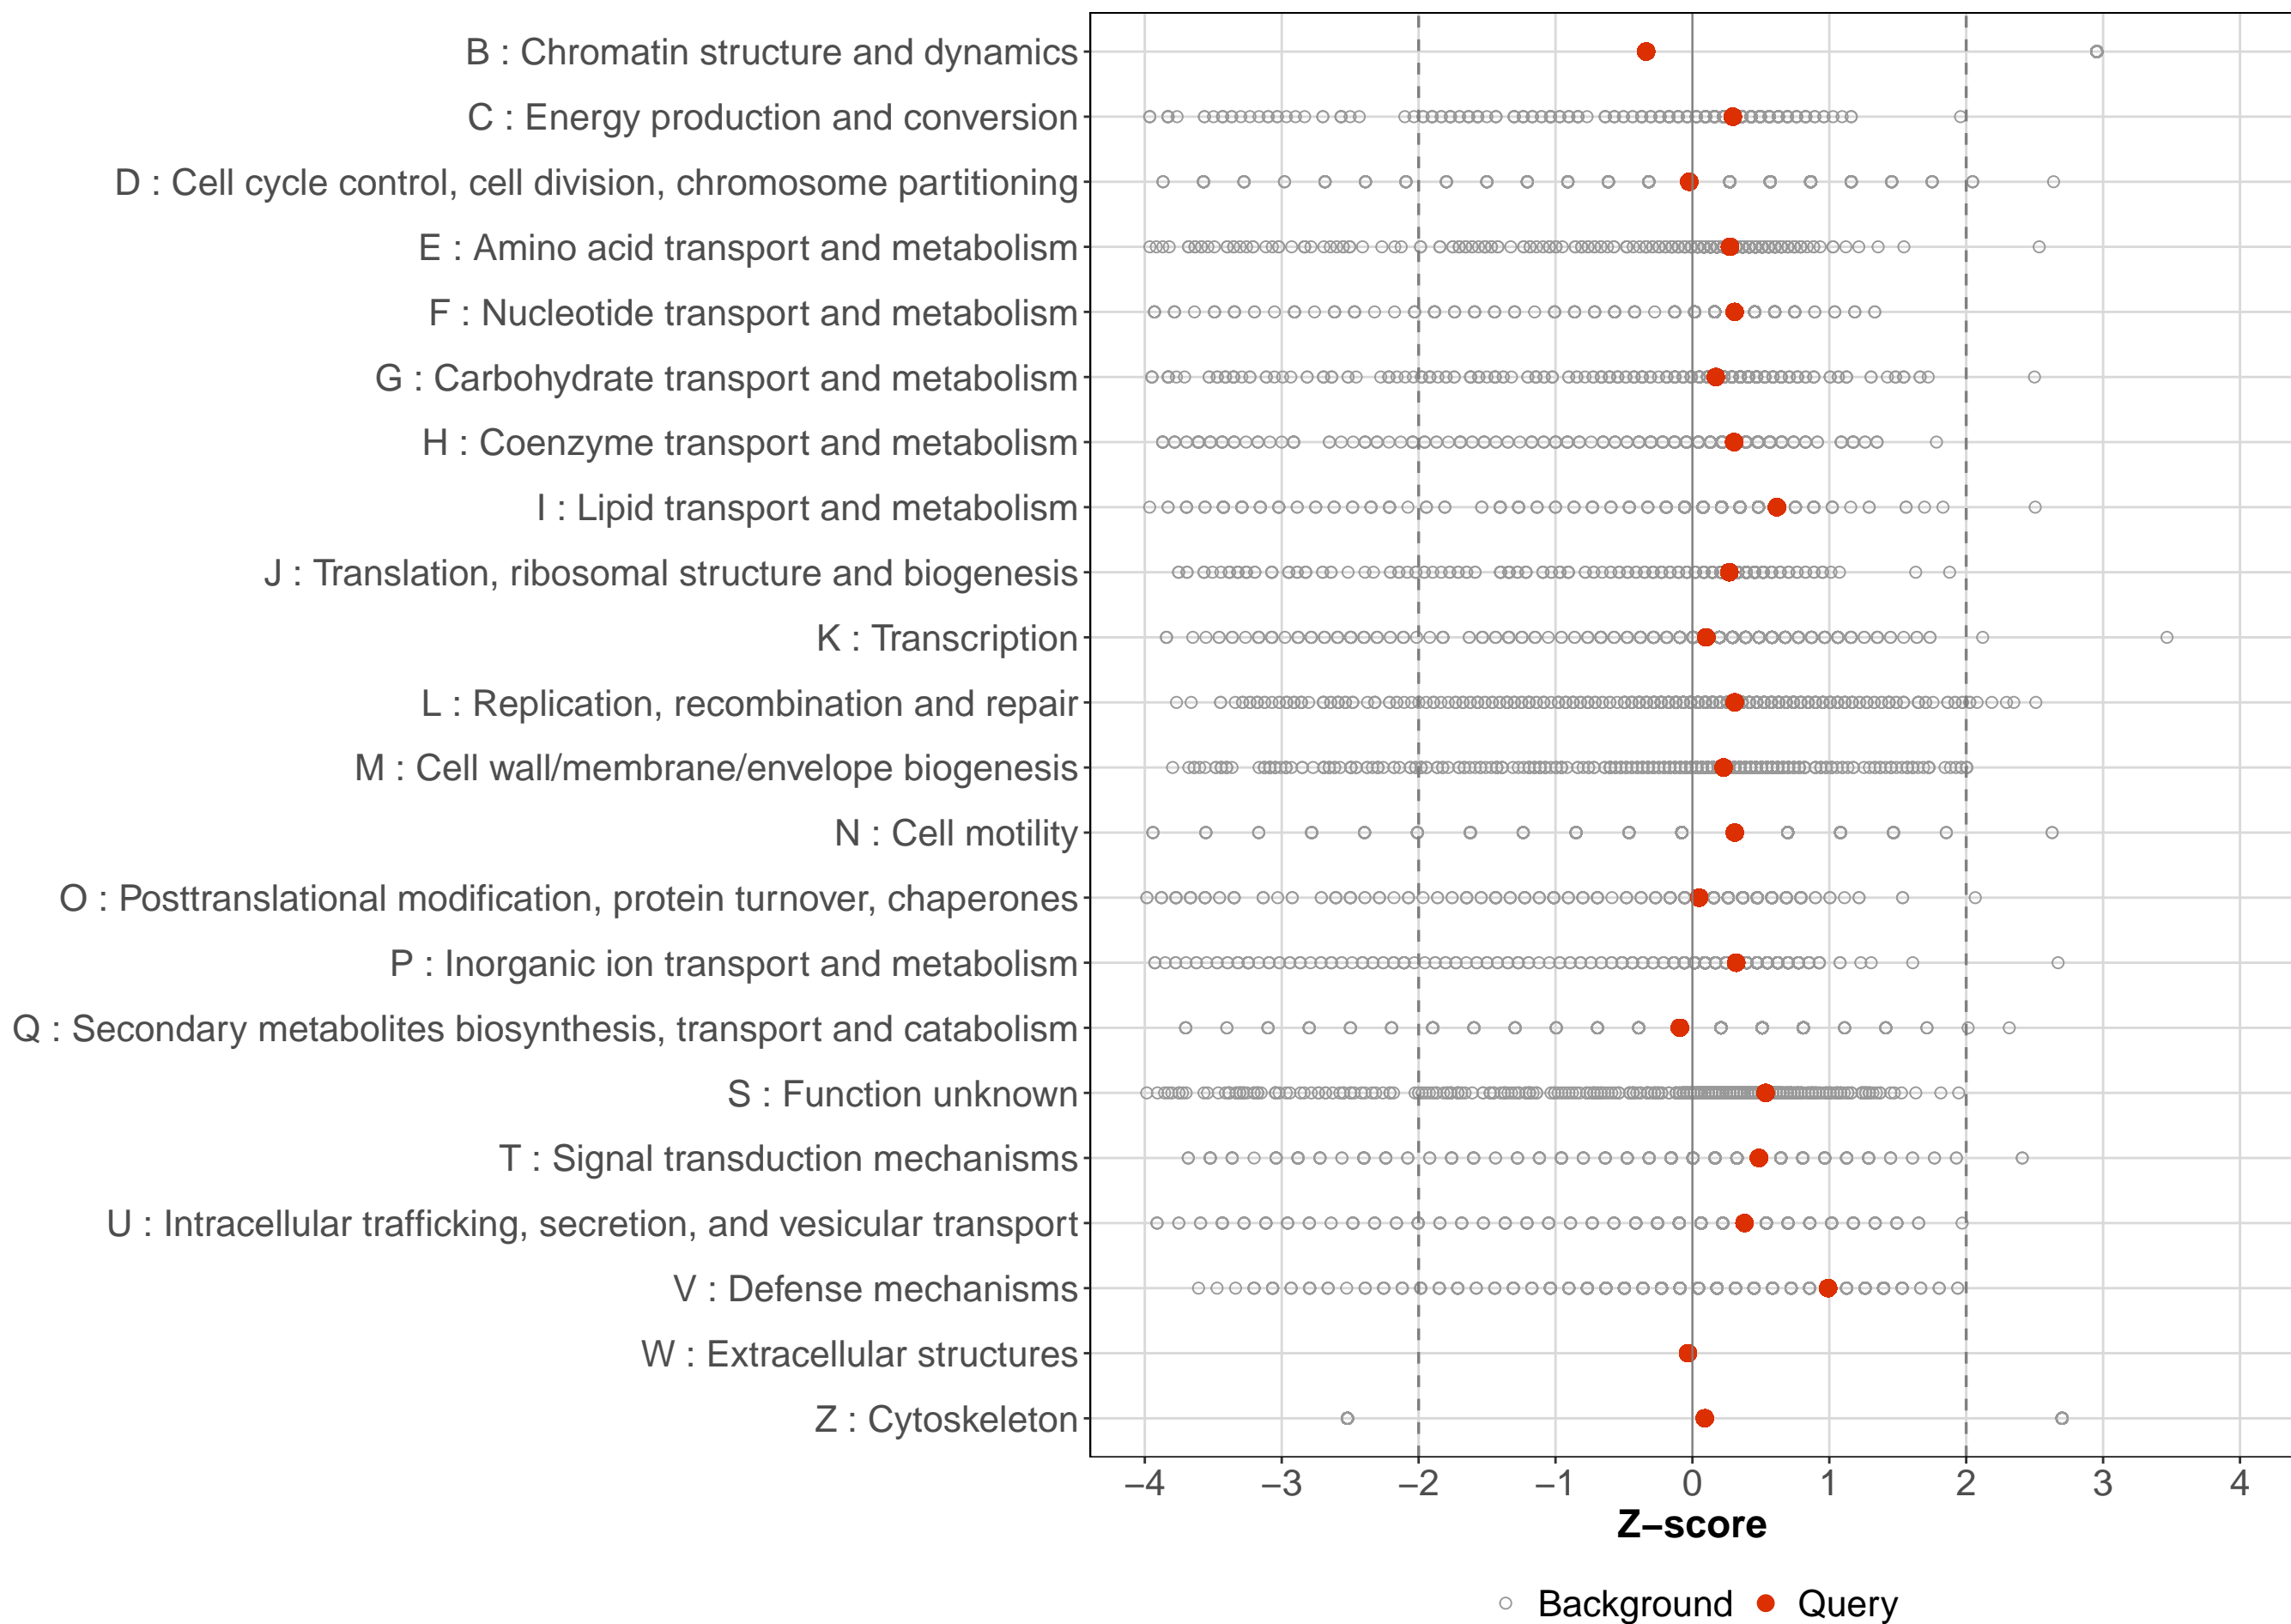 B : Chromatin structure and dynamics
C : Energy production and conversion
D : Cell cycle control, cell division, chromosome partitioning
E : Amino acid transport and metabolism
F : Nucleotide transport and metabolism
G : Carbohydrate transport and metabolism
H : Coenzyme transport and metabolism
I : Lipid transport and metabolism
J : Translation, ribosomal structure and biogenesis
K : Transcription
L : Replication, recombination and repair
M : Cell wall/membrane/envelope biogenesis
N : Cell motility
O : Posttranslational modification, protein turnover, chaperones
P : Inorganic ion transport and metabolism
Q : Secondary metabolites biosynthesis, transport and catabolism
S : Function unknown
T : Signal transduction mechanisms
U : Intracellular trafficking, secretion, and vesicular transport
V : Defense mechanisms
W : Extracellular structures
Z : Cytoskeleton
−4 −3 −2 −1 0 1 2 3 4
Z−score
Background Query